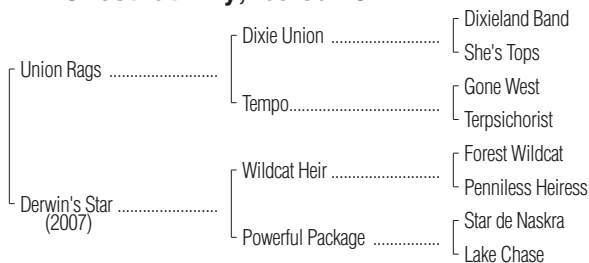 Dixieland Band
Dixie Union ..........................
She's Tops
Union Rags ..........................
Gone West
Tempo....................................
Terpsichorist
Forest Wildcat
Wildcat Heir ..........................
Penniless Heiress
Derwin's Star ........................
(2007)
Star de Naskra
Powerful Package ................
Lake Chase